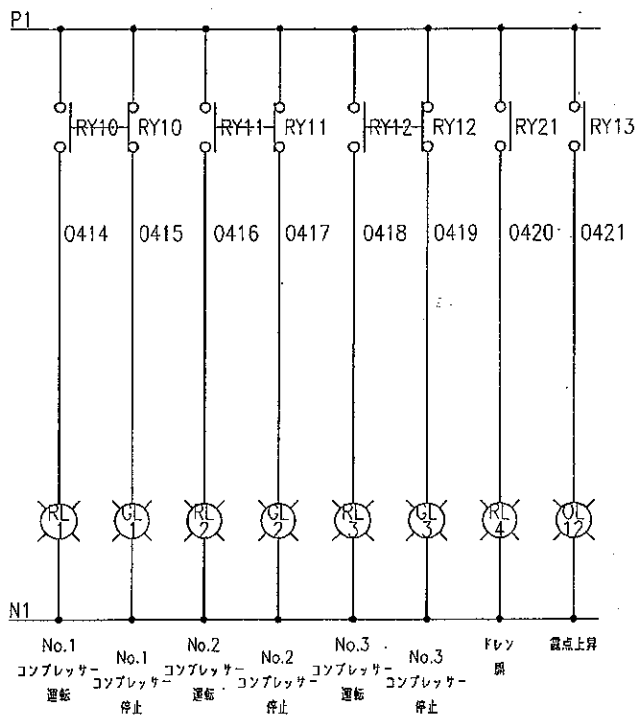 P1
RY10 RY10 RY11 RY11 RY12 RY12 RY21 RY13
0414 0415 0416 0417 0418 0419 0420 0421
RL 1 GL 1 RL 2 GL 2 RL 3 GL 3 RL 4 OL 12
N1
No.1 コンプレッサー 運転
No.1 コンプレッサー 停止
No.2 コンプレッサー 運転
No.2 コンプレッサー 停止
No.3 コンプレッサー 運転
No.3 コンプレッサー 停止
ドレン
露点上昇